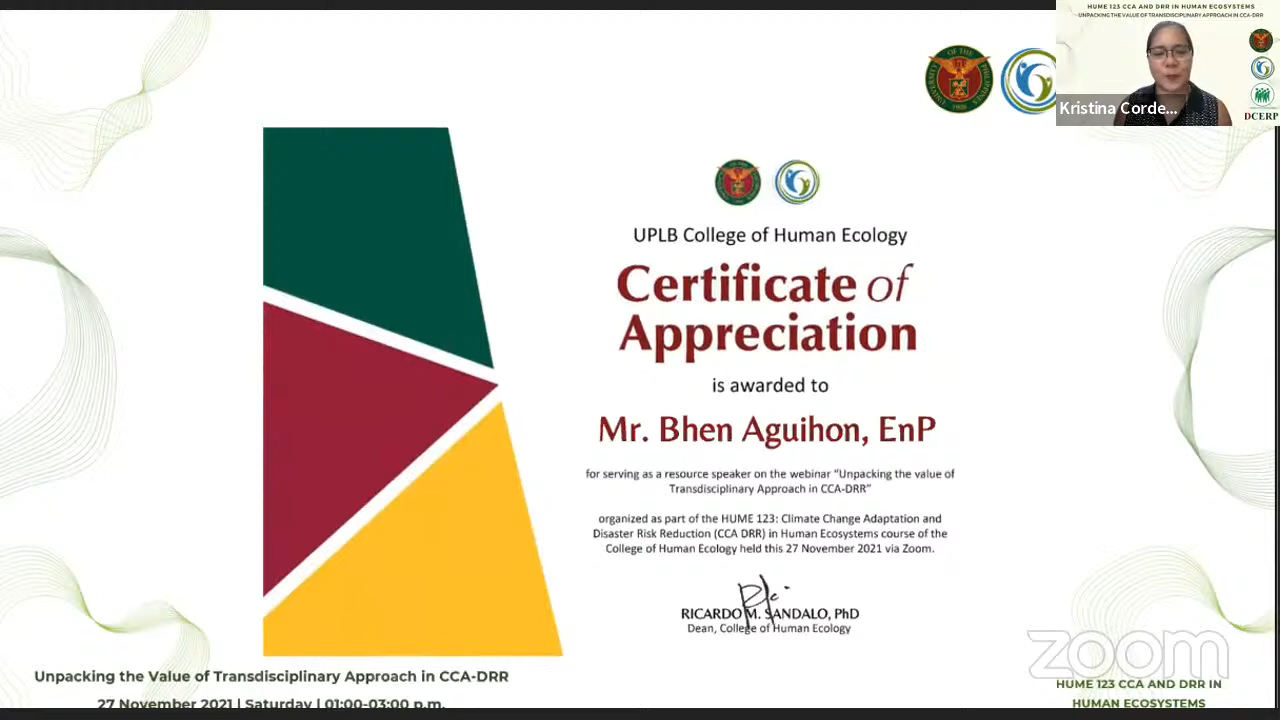 HUME 123 CCA AND DRR IN HUMAN ECOSYSTEMS
UNPACKING THE VALUE OF TRANSDISCIPLINARY APPROACH IN CCA-DRR
Kristina Corde...
DCERP
UPLB College of Human Ecology
Certificate of
Appreciation
is awarded to
Mr. Bhen Aguihon, EnP
for serving as a resource speaker on the webinar “Unpacking the value of
Transdisciplinary Approach in CCA-DRR”
organized as part of the HUME 123: Climate Change Adaptation and
Disaster Risk Reduction (CCA DRR) in Human Ecosystems course of the
College of Human Ecology held this 27 November 2021 via Zoom.
RICARDO M. SANDALO, PhD
Dean, College of Human Ecology
zoom
Unpacking the Value of Transdisciplinary Approach in CCA-DRR
27 November 2021 | Saturday | 01:00-03:00 p.m.
HUME 123 CCA AND DRR IN
HUMAN ECOSYSTEMS